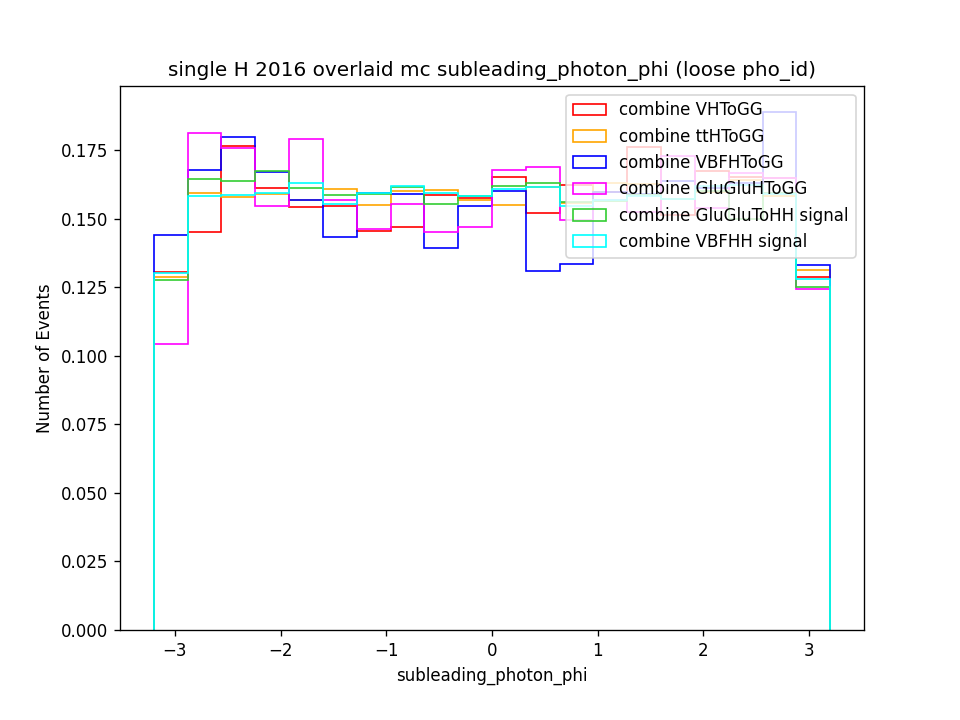 single H 2016 overlaid mc subleading_photon_phi (loose pho_id)
combine VHToGG
combine ttHToGG
combine VBFHToGG
combine GluGluHToGG
combine GluGluToHH signal
combine VBFHH signal
Number of Events
0.175
0.150
0.125
0.100
0.075
0.050
0.025
0.000
−3
−2
−1
0
1
2
3
subleading_photon_phi